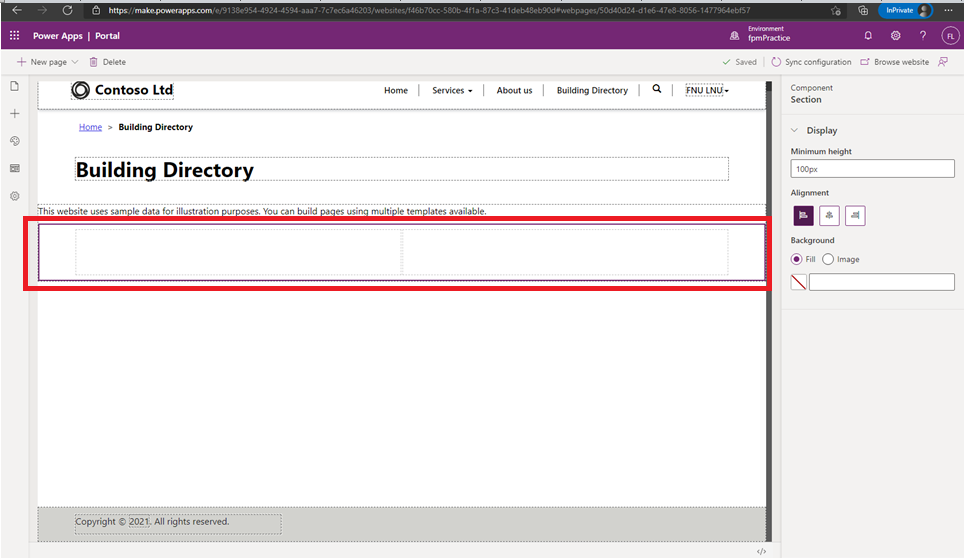 https://make.powerapps.com/e/9138e954-4924-4594-aaa7-7c7ec6a46203/websites/f46b70cc-580b-4f1a-87c3-41deb48eb90d#webpages/50d40d24-d1e6-47e8-8056-1477964ebf57
InPrivate
Power Apps | Portal
Environment
fpmPractice
?
FL
New page
Delete
Saved
Sync configuration
Browse website
Contoso Ltd
Home
Services
About us
Building Directory
FNU LNU
Component
Section
Home > Building Directory
Display
Building Directory
Minimum height
100px
Alignment
This website uses sample data for illustration purposes. You can build pages using multiple templates available.
Background
Fill
Image
Copyright © 2021. All rights reserved.